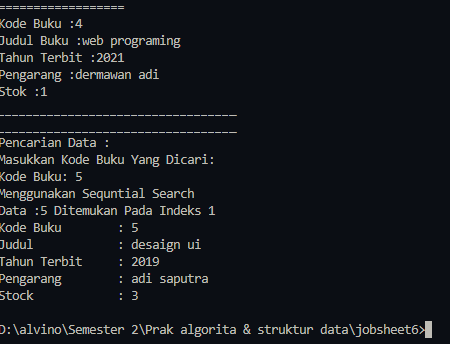 ==================
Kode Buku :4
Judul Buku :web programing
Tahun Terbit :2021
Pengarang :dermawan adi
Stok :1
__________________________________
__________________________________
Pencarian Data :
Masukkan Kode Buku Yang Dicari:
Kode Buku: 5
Menggunakan Sequntial Search
Data :5 Ditemukan Pada Indeks 1
Kode Buku        : 5
Judul            : desaign ui
Tahun Terbit     : 2019
Pengarang        : adi saputra
Stock            : 3
D:\alvino\Semester 2\Prak algorita & struktur data\jobsheet6>